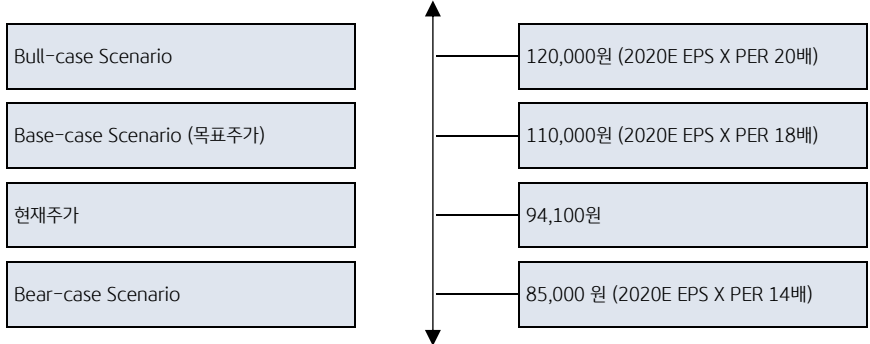 Bull-case Scenario
120,000원 (2020E EPS X PER 20배)
Base-case Scenario (목표주가)
110,000원 (2020E EPS X PER 18배)
현재주가
94,100원
Bear-case Scenario
85,000 원 (2020E EPS X PER 14배)